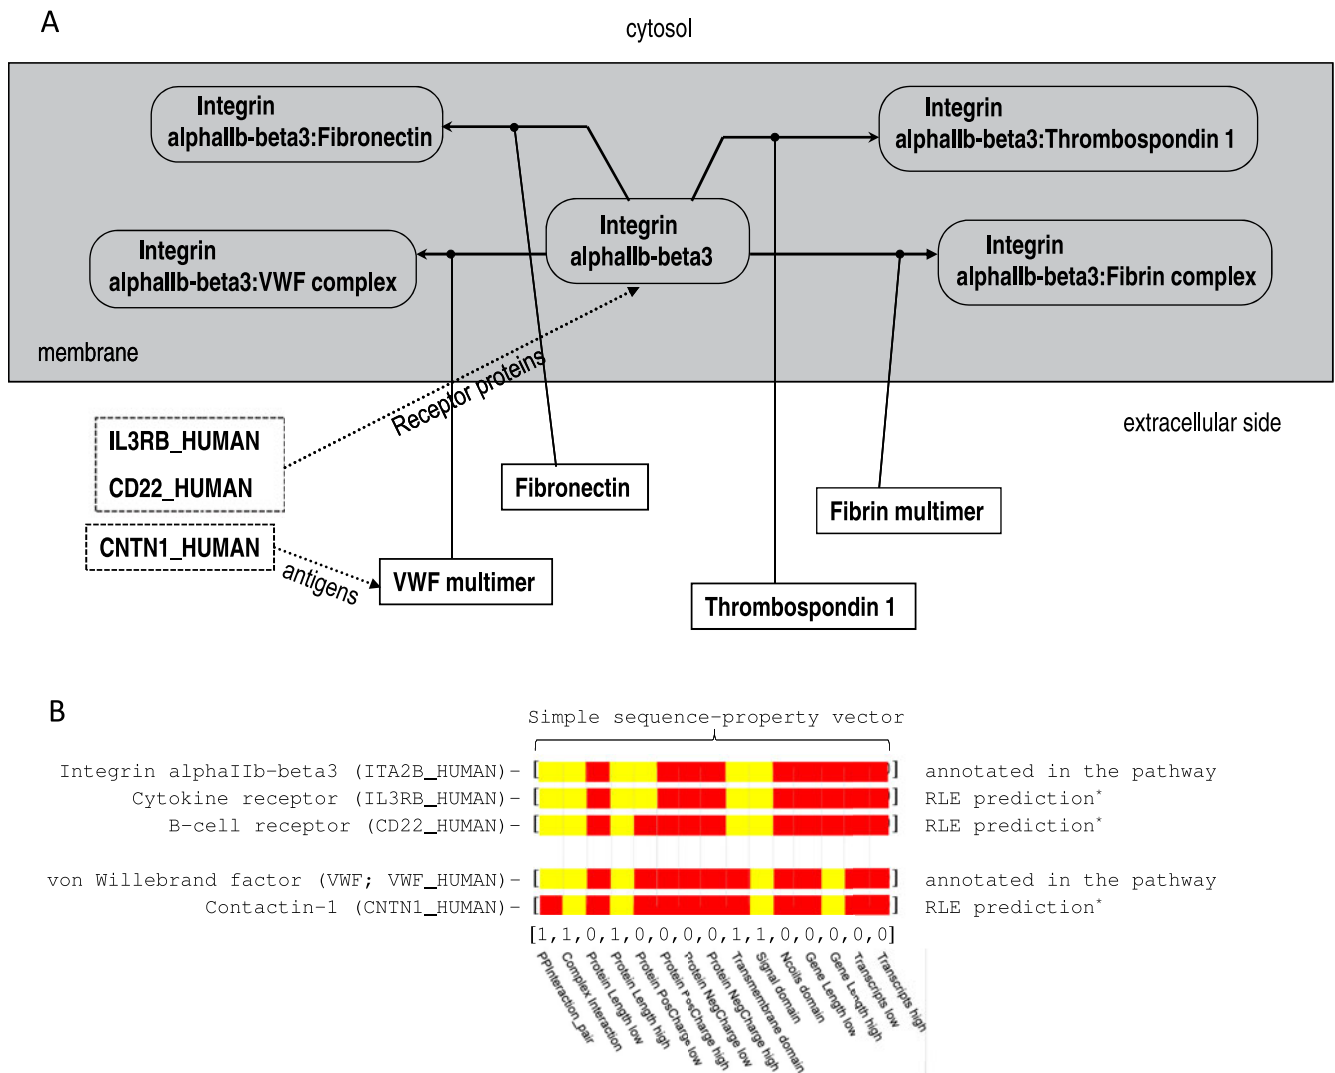 A
cytosol
Integrin
alphaIIb-beta3:Fibronectin
Integrin
alphaIIb-beta3:Thrombospondin 1
Integrin
alphaIIb-beta3
Integrin
alphaIIb-beta3:VWF complex
Integrin
alphaIIb-beta3:Fibrin complex
membrane
Receptor proteins
extracellular side
IL3RB_HUMAN
CD22_HUMAN
Fibronectin
Fibrin multimer
CNTN1_HUMAN
antigens
VWF multimer
Thrombospondin 1
B
Simple sequence-property vector
Integrin alphaIIb-beta3 (ITA2B_HUMAN)- [ ] annotated in the pathway
Cytokine receptor (IL3RB_HUMAN)- [ ] RLE prediction*
B-cell receptor (CD22_HUMAN)- [ ] RLE prediction*
von Willebrand factor (VWF; VWF_HUMAN)- [ ] annotated in the pathway
Contactin-1 (CNTN1_HUMAN)- [ ] RLE prediction*
[1,1,0,1,0,0,0,0,1,1,0,0,0,0,0]
PPInteraction_pair
Complex Interaction
Protein Length low
Protein Length high
Protein PosCharge low
Protein PosCharge high
Protein NegCharge low
Protein NegCharge high
Transmembrane domain
Signal domain
Ncoils domain
Gene Length low
Gene Length high
Transcripts low
Transcripts high